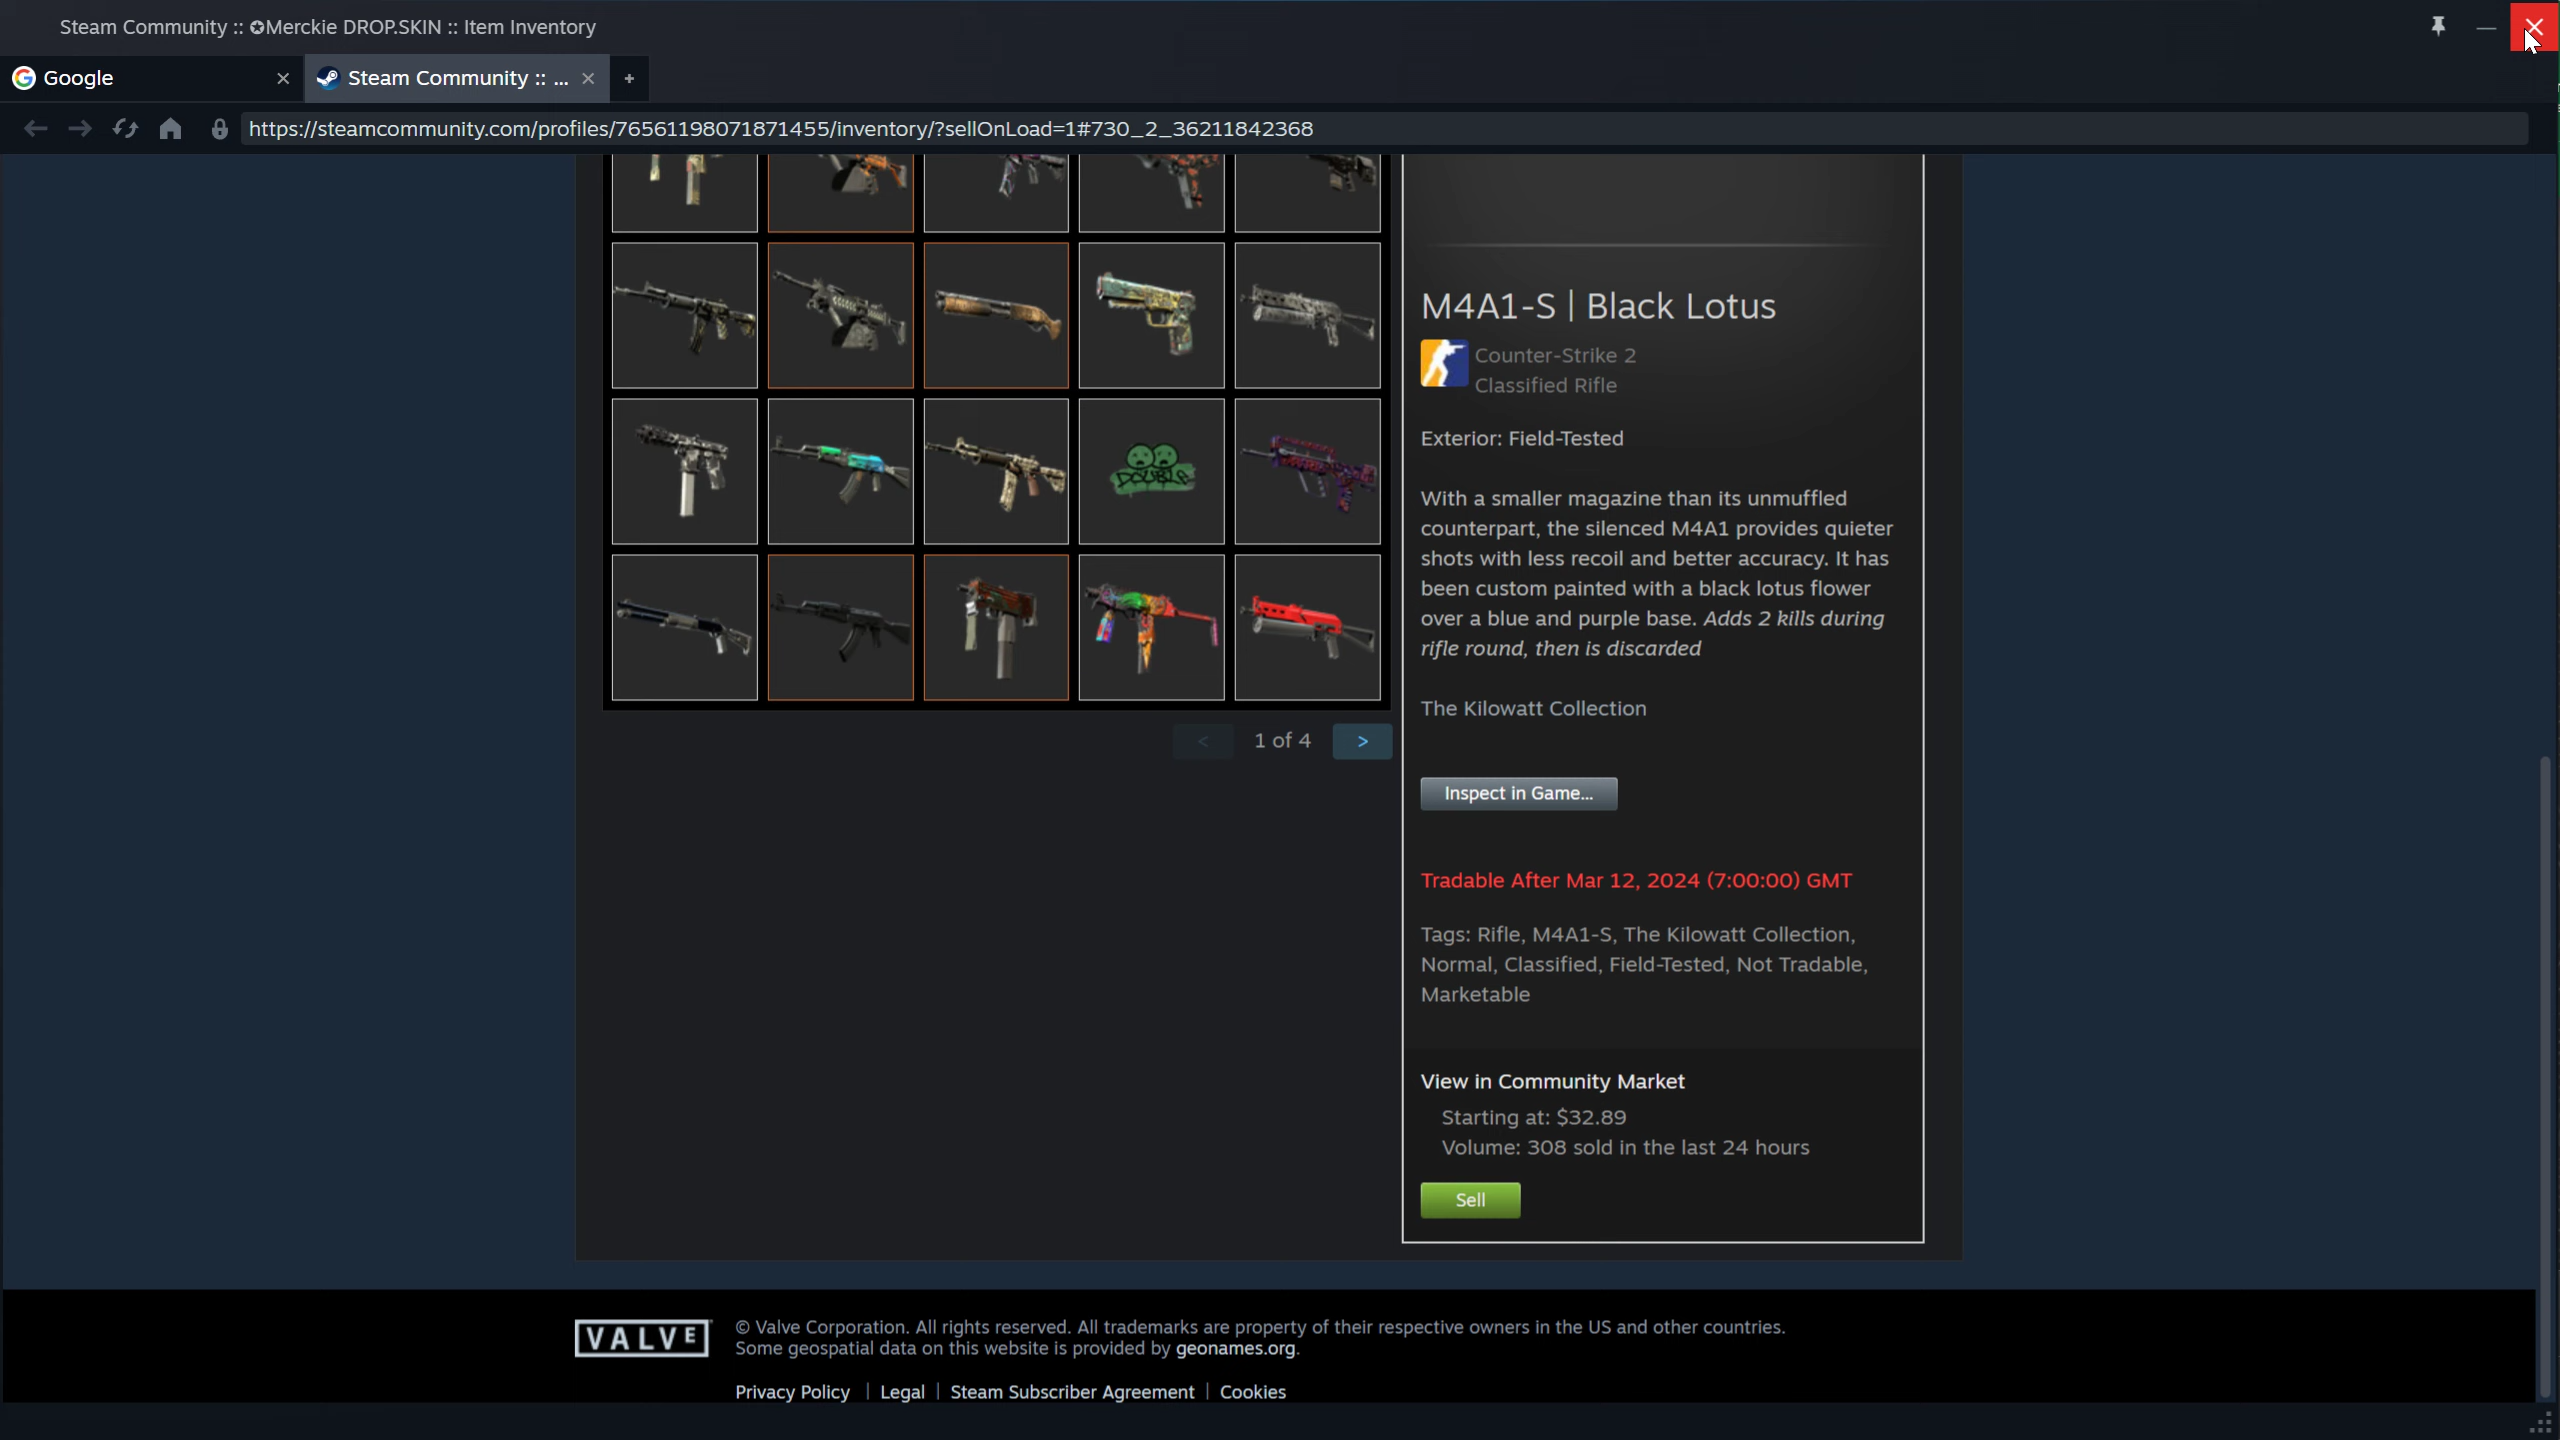 Steam Community :: ✪Merckie DROP.SKIN :: Item Inventory
Google
Steam Community :: ...
https://steamcommunity.com/profiles/76561198071871455/inventory/?sellOnLoad=1#730_2_36211842368
M4A1-S | Black Lotus
Counter-Strike 2
Classified Rifle
Exterior: Field-Tested
With a smaller magazine than its unmuffled
counterpart, the silenced M4A1 provides quieter
shots with less recoil and better accuracy. It has
been custom painted with a black lotus flower
over a blue and purple base. Adds 2 kills during
rifle round, then is discarded
The Kilowatt Collection
DOUBLE
< 1 of 4 >
Inspect in Game...
Tradable After Mar 12, 2024 (7:00:00) GMT
Tags: Rifle, M4A1-S, The Kilowatt Collection,
Normal, Classified, Field-Tested, Not Tradable,
Marketable
View in Community Market
Starting at: $32.89
Volume: 308 sold in the last 24 hours
Sell
VALVE
© Valve Corporation. All rights reserved. All trademarks are property of their respective owners in the US and other countries.
Some geospatial data on this website is provided by geonames.org.
Privacy Policy | Legal | Steam Subscriber Agreement | Cookies